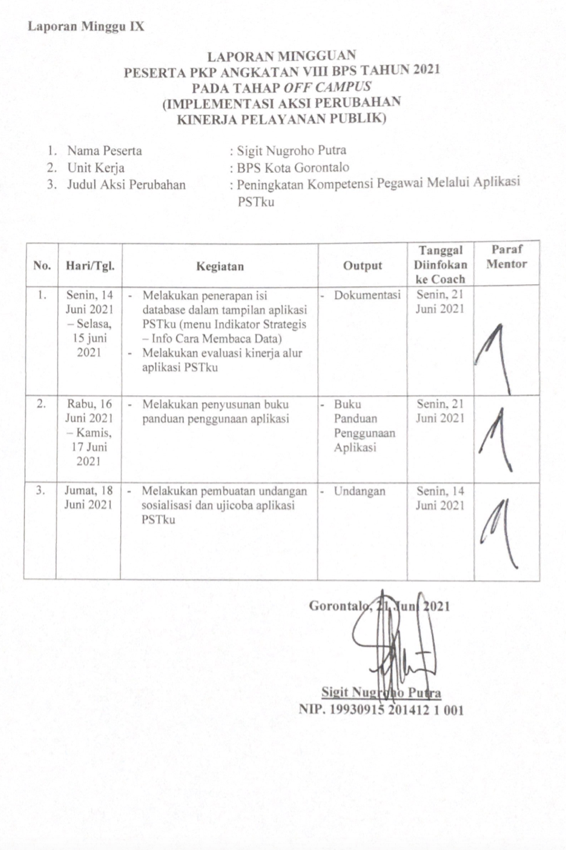 Laporan Minggu IX
LAPORAN MINGGUAN
PESERTA PKP ANGKATAN VIII BPS TAHUN 2021
PADA TAHAP OFF CAMPUS
(IMPLEMENTASI AKSI PERUBAHAN
KINERJA PELAYANAN PUBLIK)
1. Nama Peserta : Sigit Nugroho Putra
2. Unit Kerja : BPS Kota Gorontalo
3. Judul Aksi Perubahan : Peningkatan Kompetensi Pegawai Melalui Aplikasi
PSTku
No. Hari/Tgl. Kegiatan Output Tanggal Diinfokan ke Coach Paraf Mentor
1. Senin, 14 - Melakukan penerapan isi - Dokumentasi Senin, 21
Juni 2021 database dalam tampilan aplikasi Juni 2021
– Selasa, PSTku (menu Indikator Strategis
15 juni – Info Cara Membaca Data)
2021 - Melakukan evaluasi kinerja alur
aplikasi PSTku
2. Rabu, 16 - Melakukan penyusunan buku - Buku Senin, 21
Juni 2021 panduan penggunaan aplikasi Panduan Juni 2021
– Kamis, Penggunaan
17 Juni Aplikasi
2021
3. Jumat, 18 - Melakukan pembuatan undangan - Undangan Senin, 14
Juni 2021 sosialisasi dan ujicoba aplikasi Juni 2021
PSTku
Gorontalo, 21 Juni 2021
Sigit Nugroho Putra
NIP. 19930915 201412 1 001